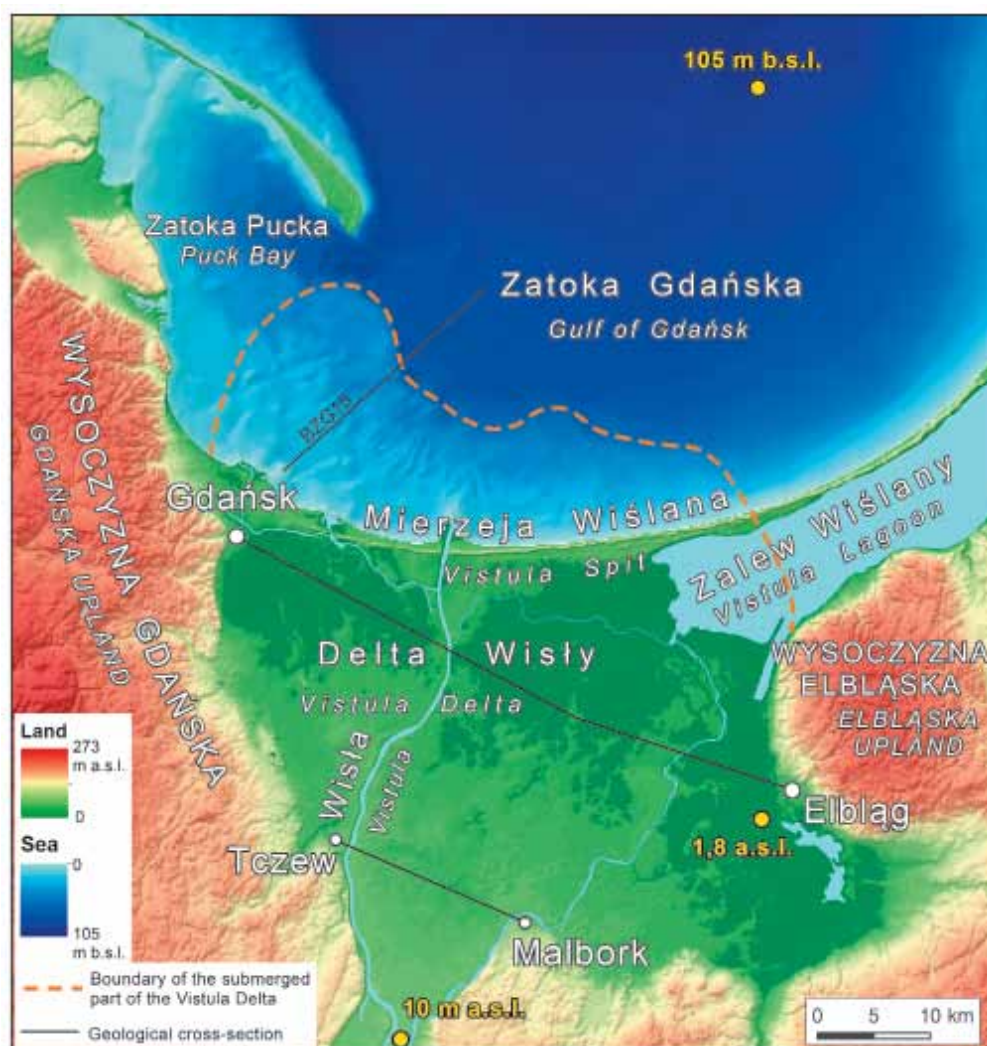 105 m b.s.l.
Zatoka Pucka
Puck Bay
Zatoka Gdańska
Gulf of Gdańsk
BZG75
WYSOCZYZNA GDAŃSKA
GDAŃSKA UPLAND
Gdańsk
Mierzeja Wiślana
Vistula Spit
Zalew Wiślany
Vistula Lagoon
Delta Wisły
Vistula Delta
WYSOCZYZNA
ELBLĄSKA
ELBLĄSKA
UPLAND
Wisła
Vistula
Elbląg
1,8 a.s.l.
Tczew
Malbork
10 m a.s.l.
Land
273
m a.s.l.
0
Sea
0
105
m b.s.l.
Boundary of the submerged
part of the Vistula Delta
Geological cross-section
0 5 10 km